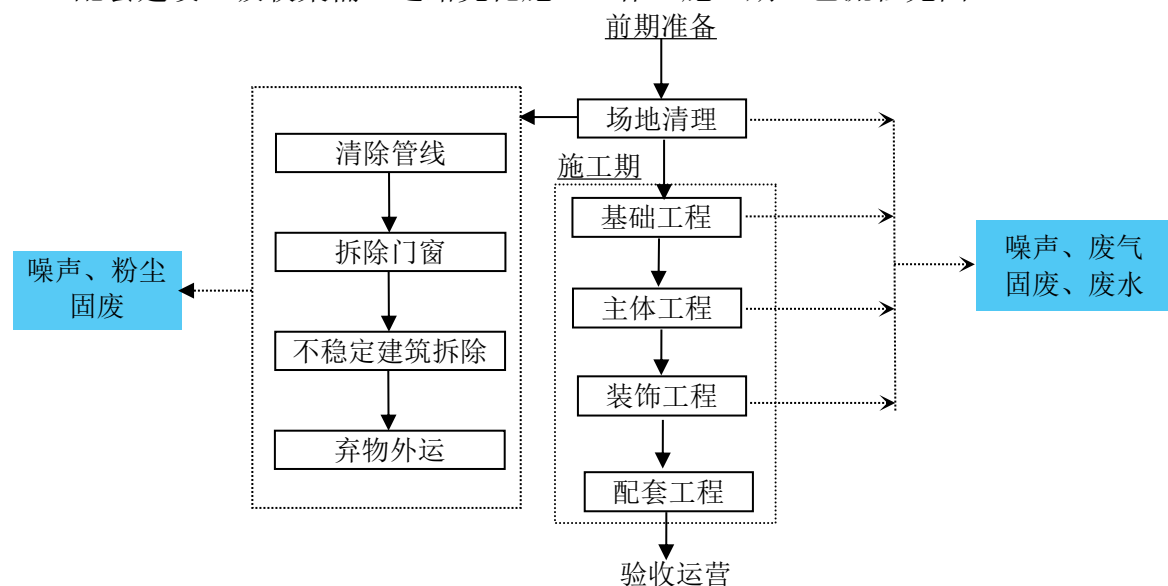 前期准备
场地清理
清除管线
施工期
基础工程
拆除门窗
噪声、粉尘
固废
噪声、废气
固废、废水
主体工程
不稳定建筑拆除
装饰工程
弃物外运
配套工程
验收运营